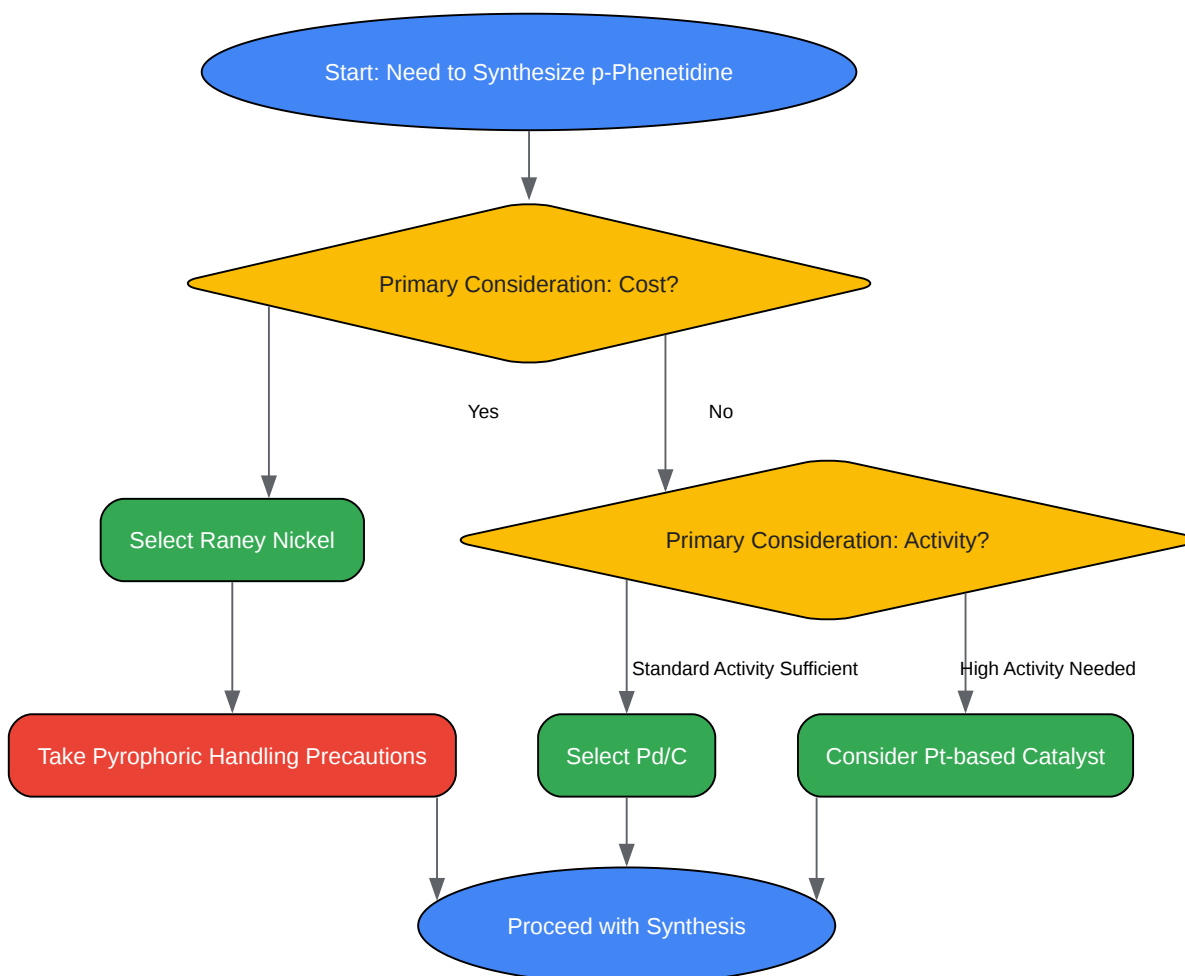 Start: Need to Synthesize p-Phenetidine
Primary Consideration: Cost?
Yes
No
Select Raney Nickel
Primary Consideration: Activity?
Standard Activity Sufficient
High Activity Needed
Take Pyrophoric Handling Precautions
Select Pd/C
Consider Pt-based Catalyst
Proceed with Synthesis